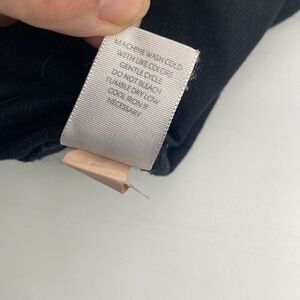 MACHINE WASH COLD
WITH LIKE COLORS
GENTLE CYCLE
DO NOT BLEACH
TUMBLE DRY LOW
COOL IRON IF
NECESSARY